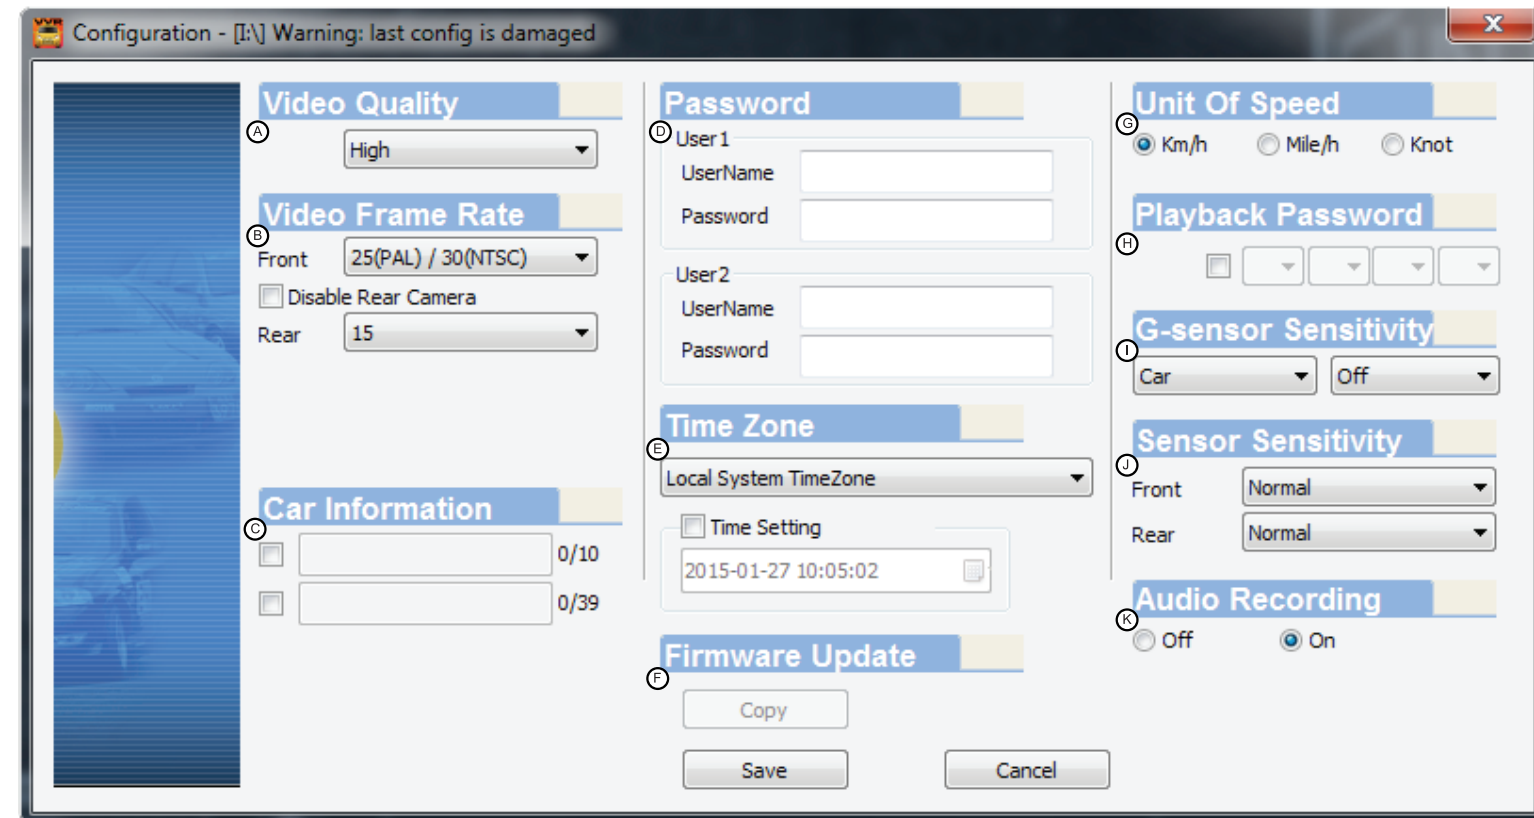 VVR
Configuration - [I:\] Warning: last config is damaged
X
Video Quality
A
High
Video Frame Rate
B
Front 25(PAL) / 30(NTSC)
Disable Rear Camera
Rear 15
Car Information
C
0/10
0/39
Password
D
User1
UserName
Password
User2
UserName
Password
Time Zone
E
Local System TimeZone
Time Setting
2015-01-27 10:05:02
Firmware Update
F
Copy
Save Cancel
Unit Of Speed
G
Km/h Mile/h Knot
Playback Password
H
G-sensor Sensitivity
I
Car Off
Sensor Sensitivity
J
Front Normal
Rear Normal
Audio Recording
K
Off On